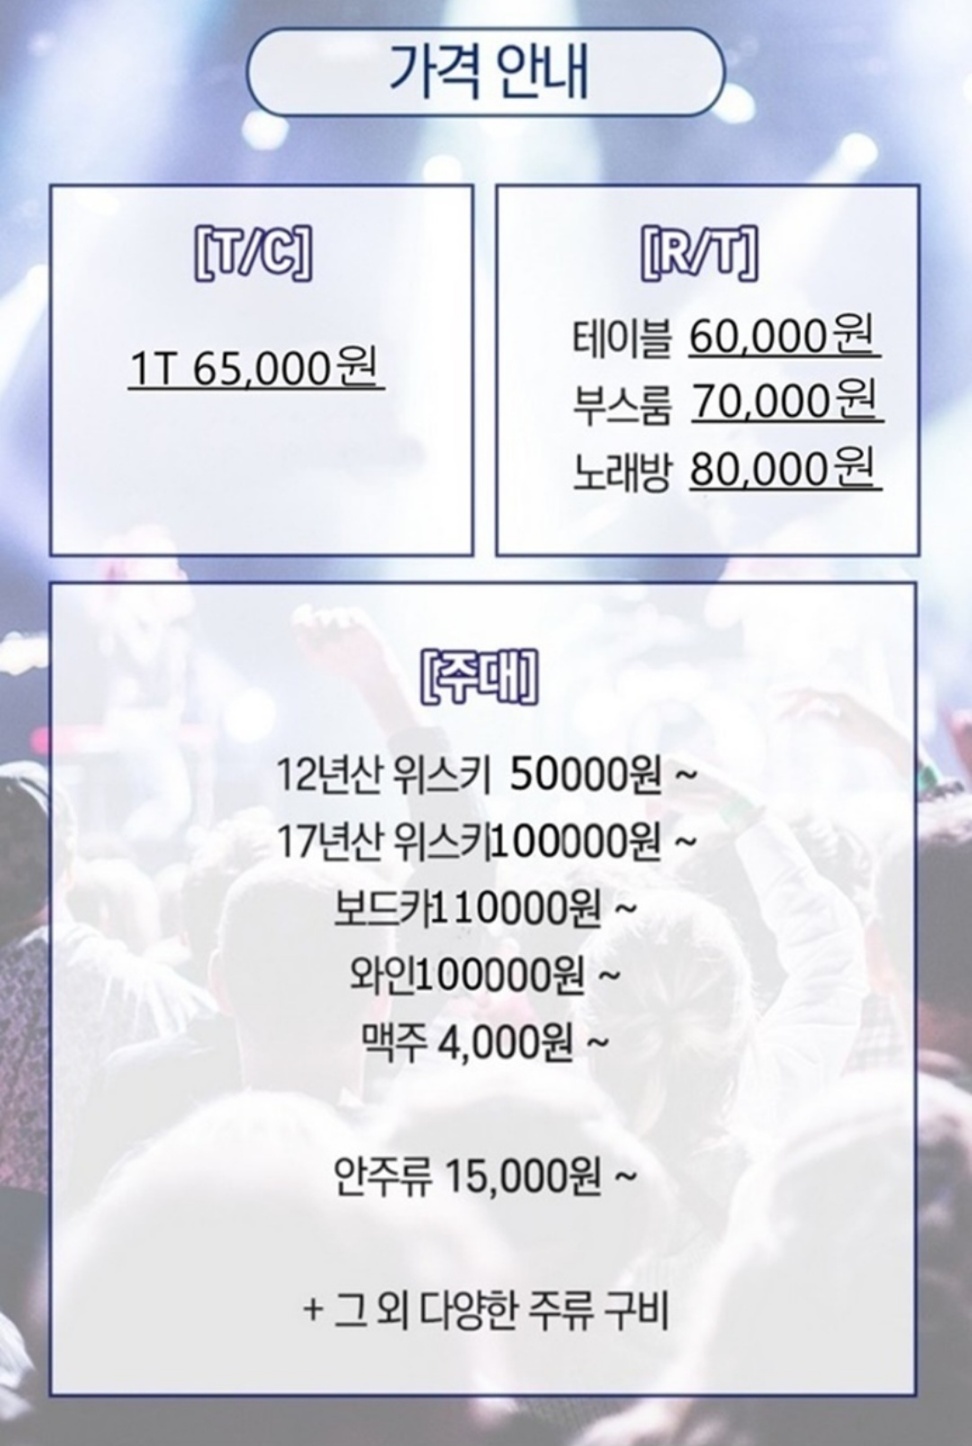 가격 안내
[T/C]
1T 65,000원
[R/T]
테이블 60,000원
부스룸 70,000원
노래방 80,000원
[주대]
12년산 위스키 50000원 ~
17년산 위스키100000원 ~
보드카110000원 ~
와인100000원 ~
맥주 4,000원 ~
안주류 15,000원 ~
+ 그 외 다양한 주류 구비